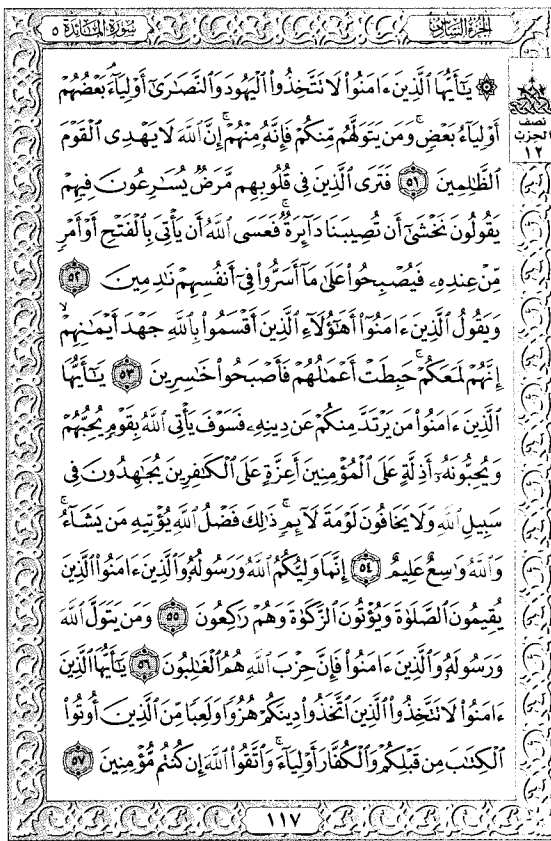 سُورَةُ المَائدة ٥
الجزء السادس
۞ يَٰٓأَيُّهَا ٱلَّذِينَ ءَامَنُوا۟ لَا تَتَّخِذُوا۟ ٱلْيَهُودَ وَٱلنَّصَٰرَىٰٓ أَوْلِيَآءَ ۘ بَعْضُهُمْ
أَوْلِيَآءُ بَعْضٍ ۚ وَمَن يَتَوَلَّهُم مِّنكُمْ فَإِنَّهُۥ مِنْهُمْ ۗ إِنَّ ٱللَّهَ لَا يَهْدِى ٱلْقَوْمَ
ٱلظَّٰلِمِينَ ٥١ فَتَرَى ٱلَّذِينَ فِى قُلُوبِهِم مَّرَضٌ يُسَٰرِعُونَ فِيهِمْ
يَقُولُونَ نَخْشَىٰٓ أَن تُصِيبَنَا دَآئِرَةٌ ۚ فَعَسَى ٱللَّهُ أَن يَأْتِىَ بِٱلْفَتْحِ أَوْ أَمْرٍ
مِّنْ عِندِهِۦ فَيُصْبِحُوا۟ عَلَىٰ مَآ أَسَرُّوا۟ فِىٓ أَنفُسِهِمْ نَٰدِمِينَ ٥٢
وَيَقُولُ ٱلَّذِينَ ءَامَنُوٓا۟ أَهَٰٓؤُلَآءِ ٱلَّذِينَ أَقْسَمُوا۟ بِٱللَّهِ جَهْدَ أَيْمَٰنِهِمْ ۙ
إِنَّهُمْ لَمَعَكُمْ ۚ حَبِطَتْ أَعْمَٰلُهُمْ فَأَصْبَحُوا۟ خَٰسِرِينَ ٥٣ يَٰٓأَيُّهَا
ٱلَّذِينَ ءَامَنُوا۟ مَن يَرْتَدَّ مِنكُمْ عَن دِينِهِۦ فَسَوْفَ يَأْتِى ٱللَّهُ بِقَوْمٍ يُحِبُّهُمْ
وَيُحِبُّونَهُۥٓ أَذِلَّةٍ عَلَى ٱلْمُؤْمِنِينَ أَعِزَّةٍ عَلَى ٱلْكَٰفِرِينَ يُجَٰهِدُونَ فِى
سَبِيلِ ٱللَّهِ وَلَا يَخَافُونَ لَوْمَةَ لَآئِمٍ ۚ ذَٰلِكَ فَضْلُ ٱللَّهِ يُؤْتِيهِ مَن يَشَآءُ ۚ
وَٱللَّهُ وَٰسِعٌ عَلِيمٌ ٥٤ إِنَّمَا وَلِيُّكُمُ ٱللَّهُ وَرَسُولُهُۥ وَٱلَّذِينَ ءَامَنُوا۟ ٱلَّذِينَ
يُقِيمُونَ ٱلصَّلَوٰةَ وَيُؤْتُونَ ٱلزَّكَوٰةَ وَهُمْ رَٰكِعُونَ ٥٥ وَمَن يَتَوَلَّ ٱللَّهَ
وَرَسُولَهُۥ وَٱلَّذِينَ ءَامَنُوا۟ فَإِنَّ حِزْبَ ٱللَّهِ هُمُ ٱلْغَٰلِبُونَ ٥٦ يَٰٓأَيُّهَا ٱلَّذِينَ
ءَامَنُوا۟ لَا تَتَّخِذُوا۟ ٱلَّذِينَ ٱتَّخَذُوا۟ دِينَكُمْ هُزُوًا وَلَعِبًا مِّنَ ٱلَّذِينَ أُوتُوا۟
ٱلْكِتَٰبَ مِن قَبْلِكُمْ وَٱلْكُفَّارَ أَوْلِيَآءَ ۚ وَٱتَّقُوا۟ ٱللَّهَ إِن كُنتُم مُّؤْمِنِينَ ٥٧
نصف
الحزب
١٢
١١٧